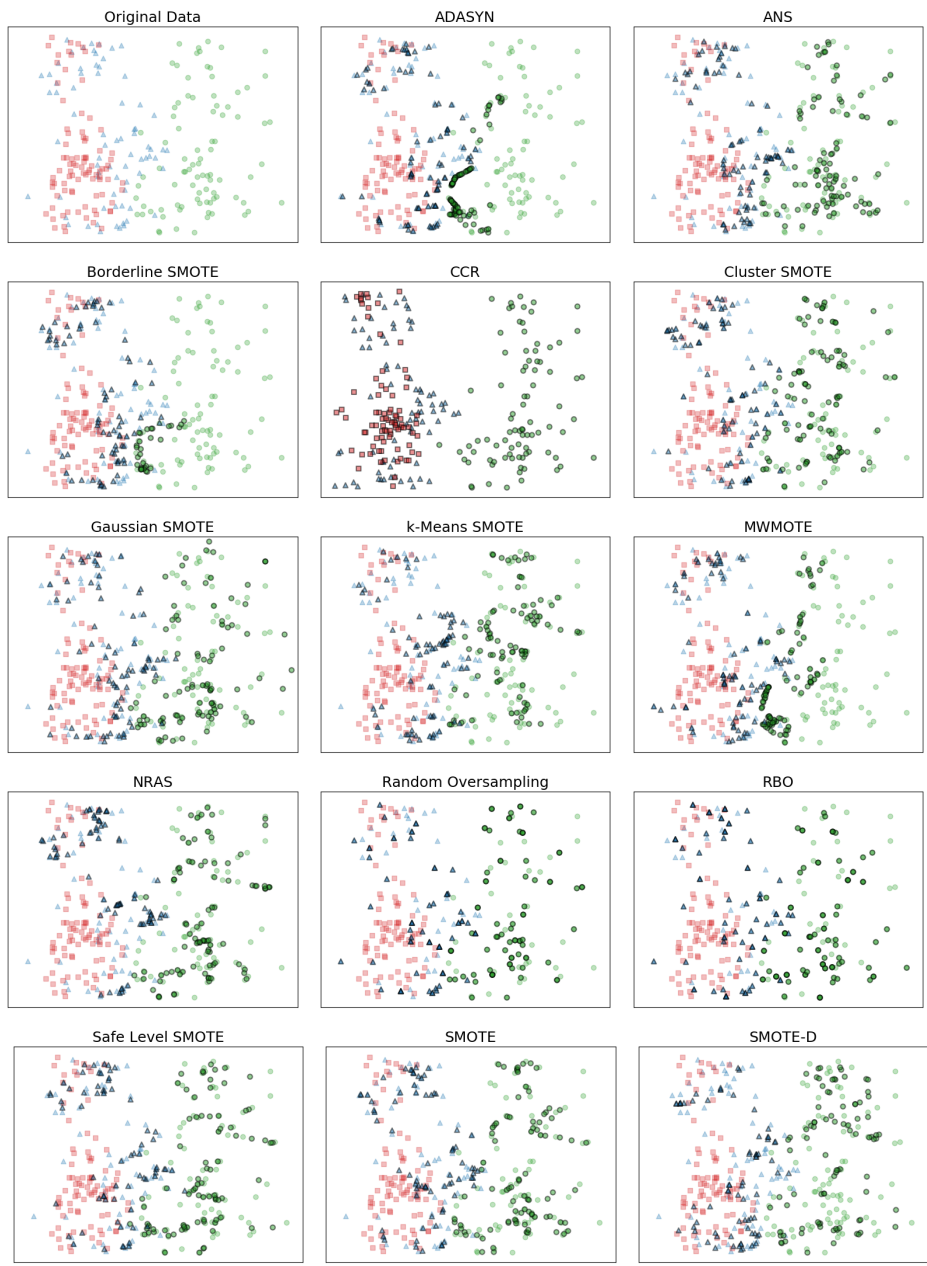 Original Data
ADASYN
ANS
Borderline SMOTE
CCR
Cluster SMOTE
Gaussian SMOTE
k-Means SMOTE
MWMOTE
NRAS
Random Oversampling
RBO
Safe Level SMOTE
SMOTE
SMOTE-D